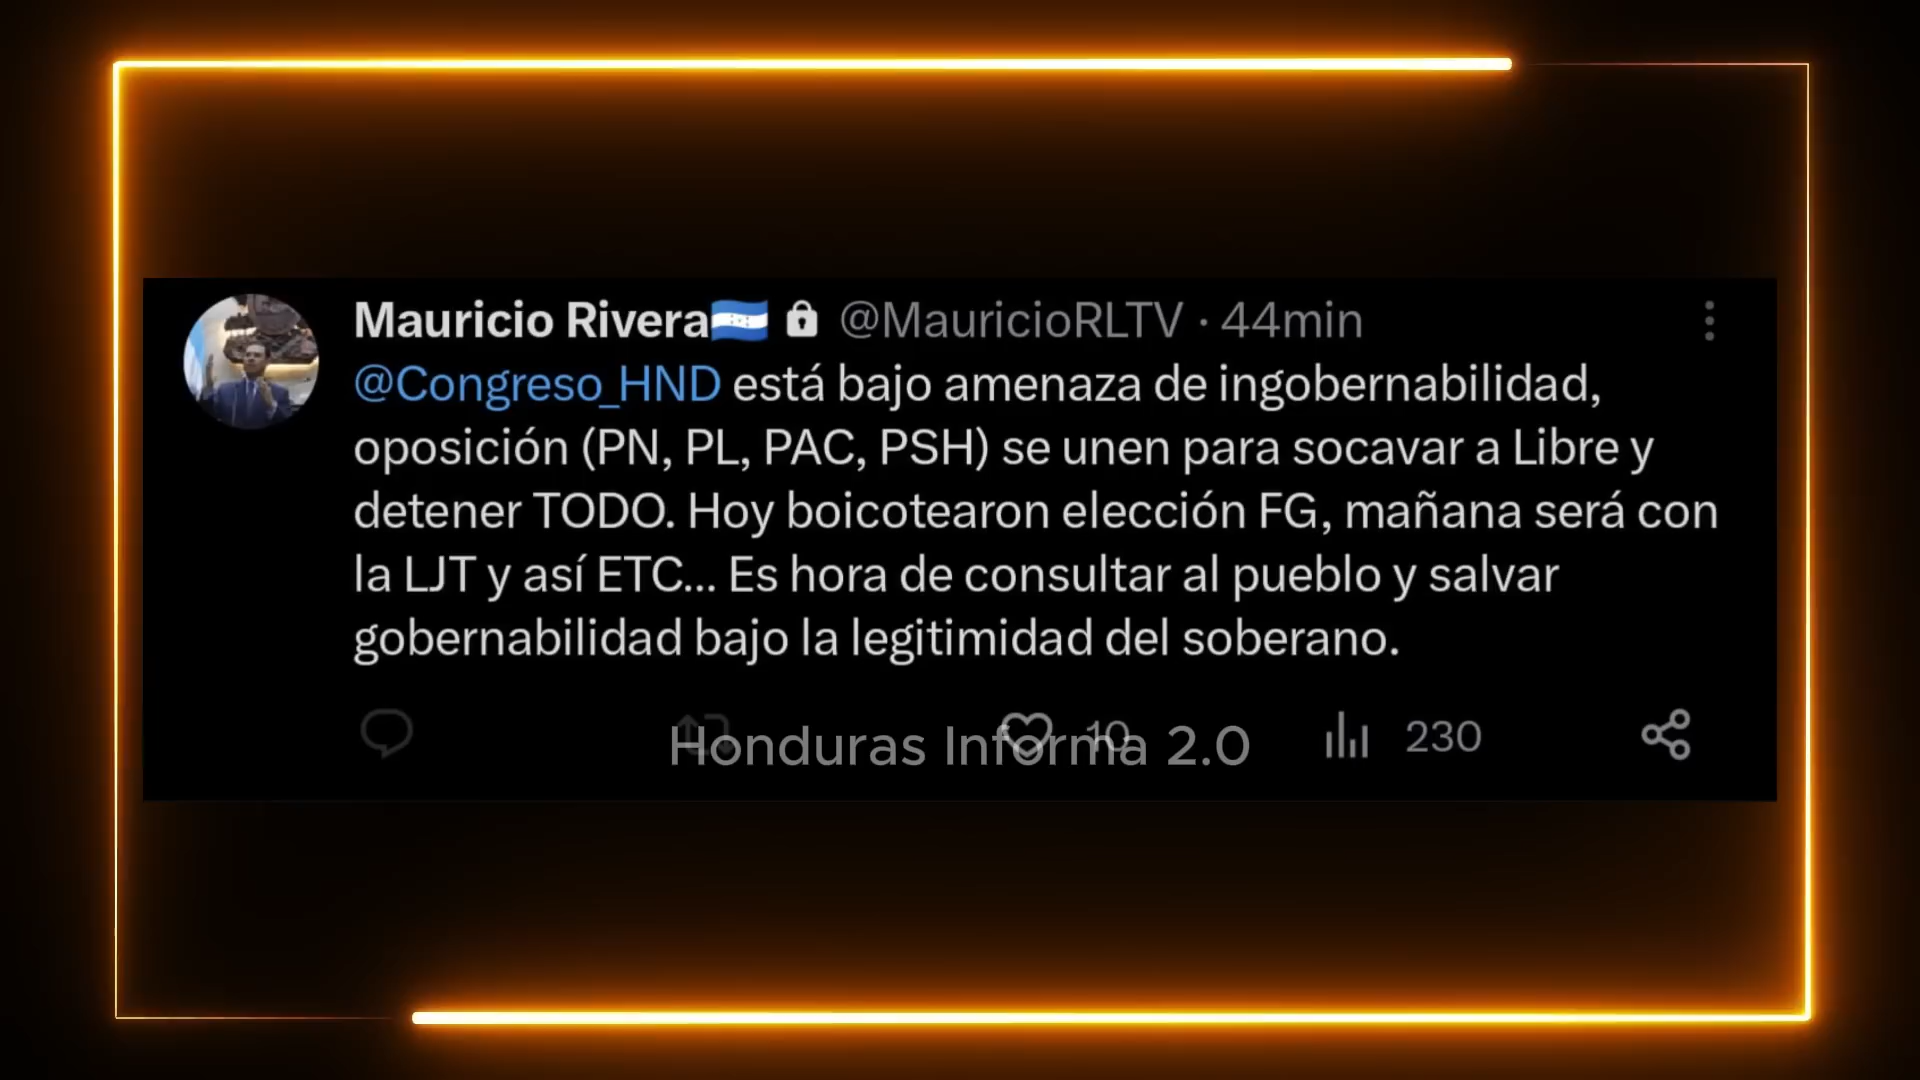 Mauricio Rivera🇭🇳 🔒 @MauricioRLTV · 44min
@Congreso_HND está bajo amenaza de ingobernabilidad,
oposición (PN, PL, PAC, PSH) se unen para socavar a Libre y
detener TODO. Hoy boicotearon elección FG, mañana será con
la LJT y así ETC... Es hora de consultar al pueblo y salvar
gobernabilidad bajo la legitimidad del soberano.
10 230
Honduras Informa 2.0